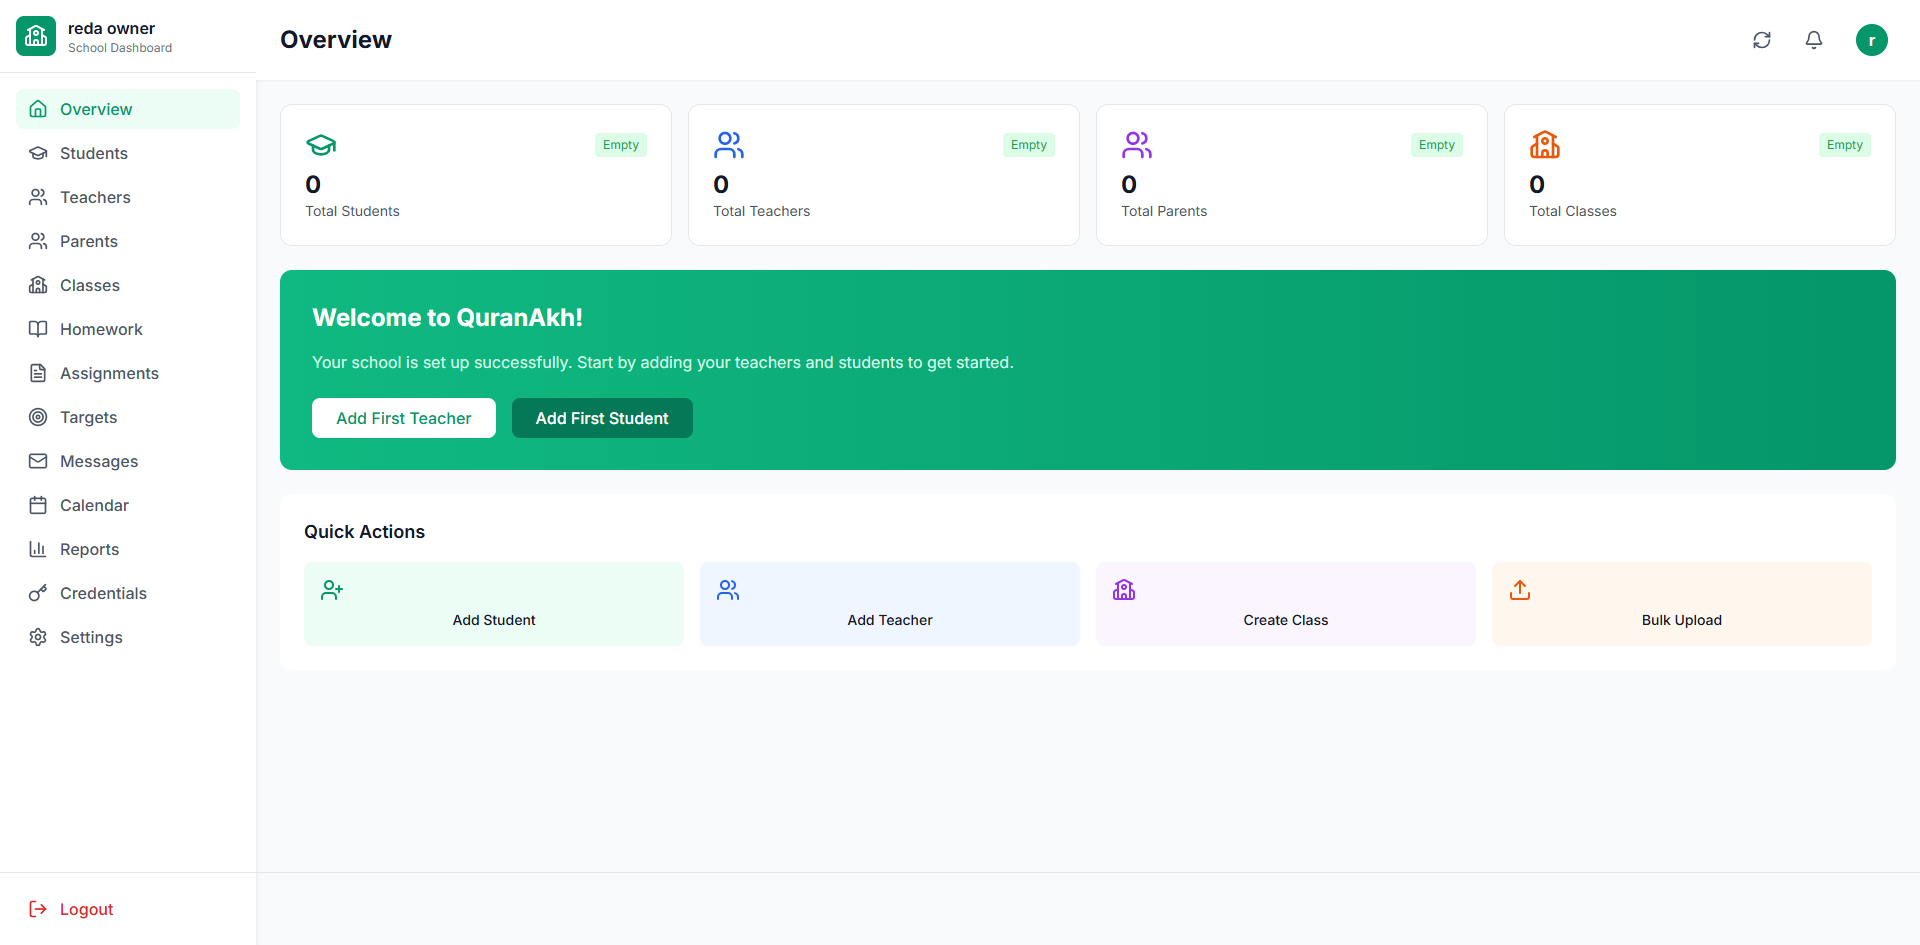 reda owner
School Dashboard
Overview
Students
Teachers
Parents
Classes
Homework
Assignments
Targets
Messages
Calendar
Reports
Credentials
Settings
Logout
Overview
r
Empty
0
Total Students
Empty
0
Total Teachers
Empty
0
Total Parents
Empty
0
Total Classes
Welcome to QuranAkh!
Your school is set up successfully. Start by adding your teachers and students to get started.
Add First Teacher
Add First Student
Quick Actions
Add Student
Add Teacher
Create Class
Bulk Upload